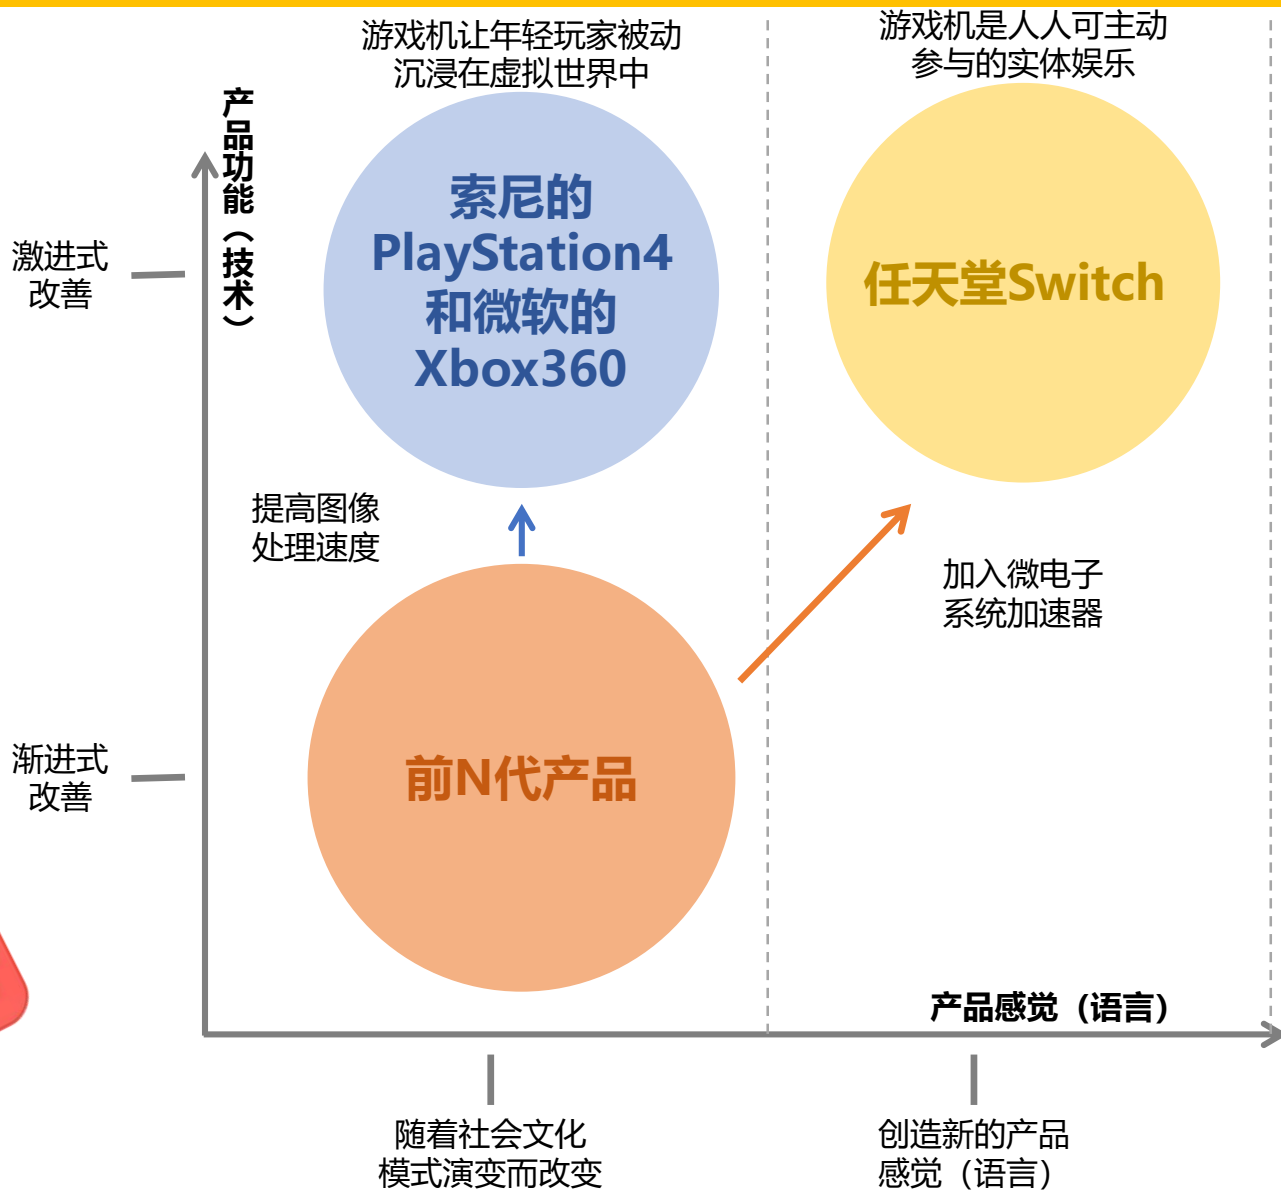 游戏机让年轻玩家被动
沉浸在虚拟世界中
游戏机是人人可主动
参与的实体娱乐
产品功能（技术）
激进式
改善
索尼的
PlayStation4
和微软的
Xbox360
任天堂Switch
提高图像
处理速度
加入微电子
系统加速器
渐进式
改善
前N代产品
产品感觉（语言）
随着社会文化
模式演变而改变
创造新的产品
感觉（语言）